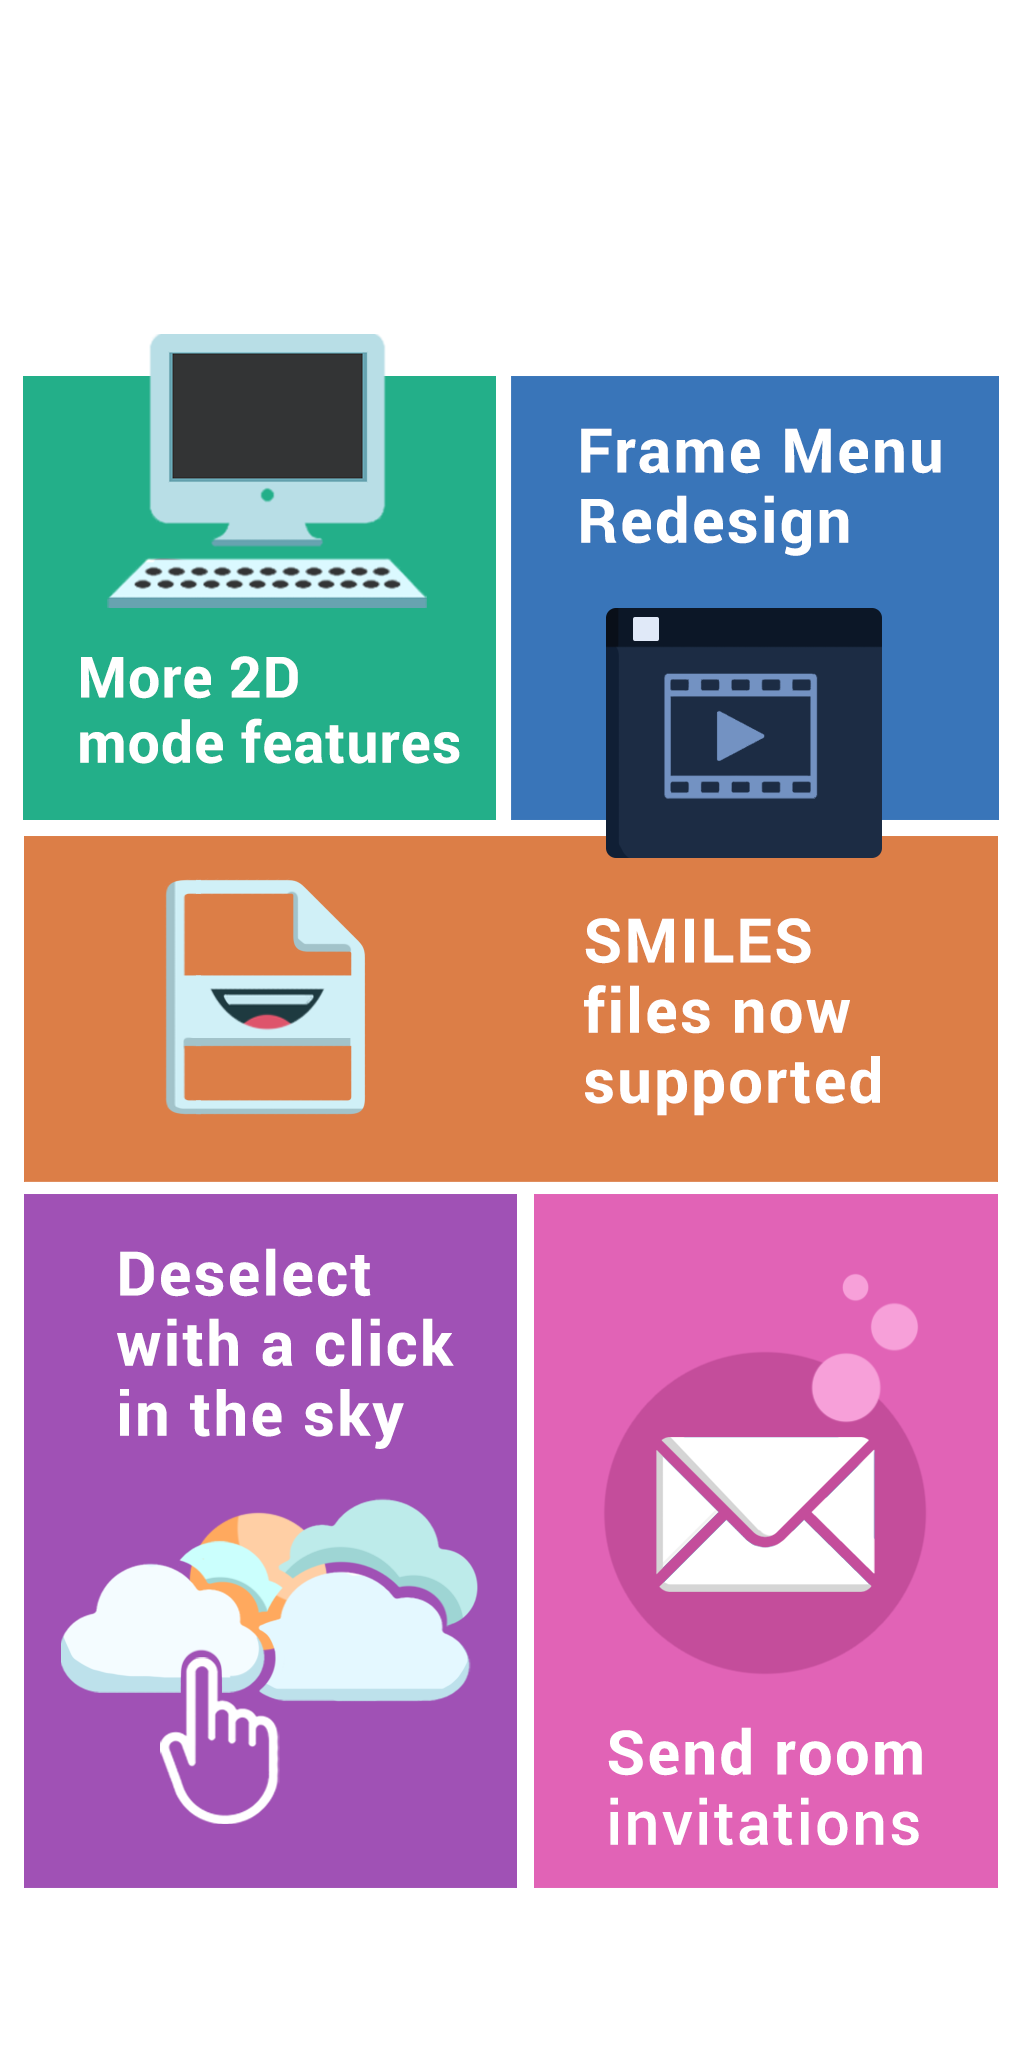 More 2D
mode features
Frame Menu
Redesign
SMILES
files now
supported
Deselect
with a click
in the sky
Send room
invitations